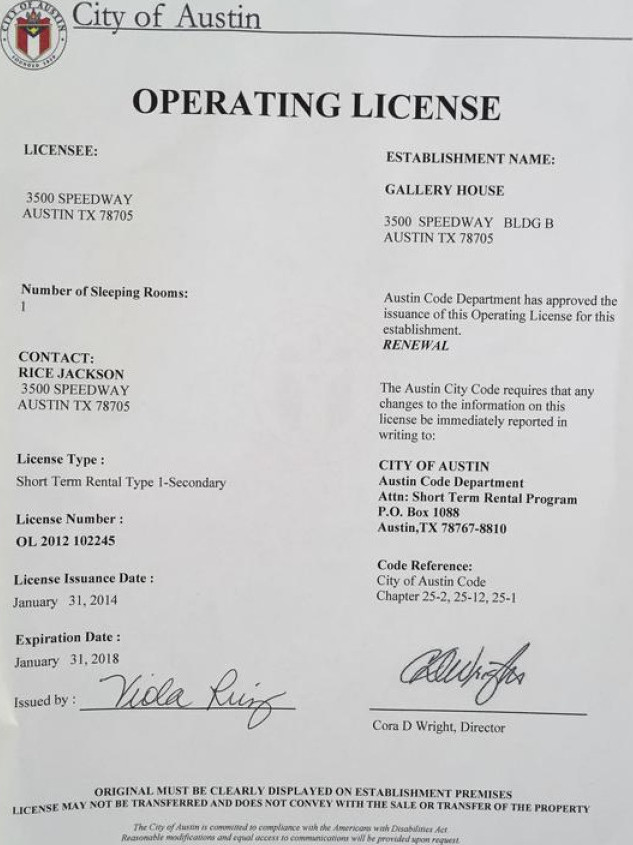 CITY OF AUSTIN
FOUNDED 1839
City of Austin
OPERATING LICENSE
LICENSEE:
3500 SPEEDWAY
AUSTIN TX 78705
Number of Sleeping Rooms:
1
CONTACT:
RICE JACKSON
3500 SPEEDWAY
AUSTIN TX 78705
License Type :
Short Term Rental Type 1-Secondary
License Number :
OL 2012 102245
License Issuance Date :
January 31, 2014
Expiration Date :
January 31, 2018
Issued by : Viola Ruiz
ESTABLISHMENT NAME:
GALLERY HOUSE
3500 SPEEDWAY BLDG B
AUSTIN TX 78705
Austin Code Department has approved the
issuance of this Operating License for this
establishment.
RENEWAL
The Austin City Code requires that any
changes to the information on this
license be immediately reported in
writing to:
CITY OF AUSTIN
Austin Code Department
Attn: Short Term Rental Program
P.O. Box 1088
Austin,TX 78767-8810
Code Reference:
City of Austin Code
Chapter 25-2, 25-12, 25-1
Cora D Wright, Director
ORIGINAL MUST BE CLEARLY DISPLAYED ON ESTABLISHMENT PREMISES
LICENSE MAY NOT BE TRANSFERRED AND DOES NOT CONVEY WITH THE SALE OR TRANSFER OF THE PROPERTY
The City of Austin is committed to compliance with the Americans with Disabilities Act
Reasonable modifications and equal access to communications will be provided upon request.